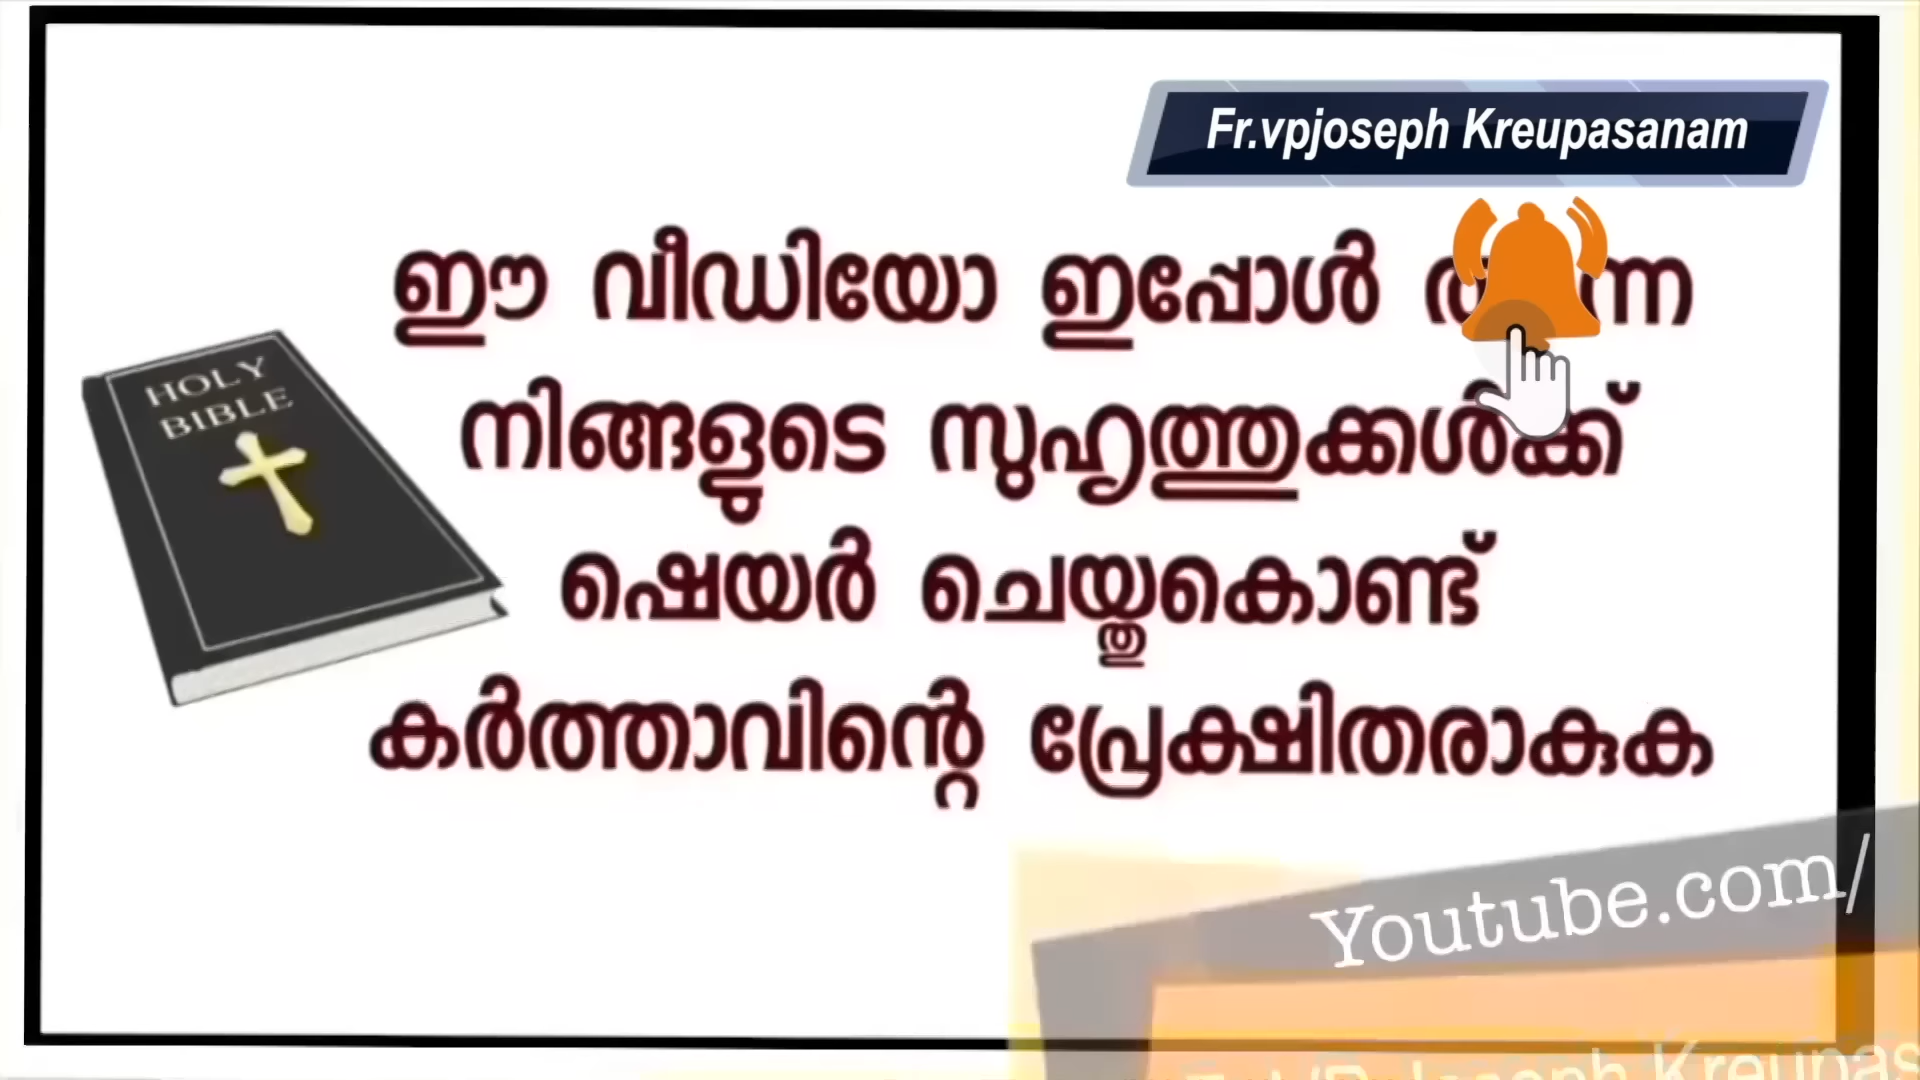 Fr.vpjoseph Kreupasanam
ഈ വീഡിയോ ഇപ്പോൾ
നിങ്ങളുടെ സുഹൃത്തുക്കൾക്ക്
ഷെയർ ചെയ്തുകൊണ്ട്
കർത്താവിന്റെ പ്രേക്ഷിതരാകുക
HOLY
BIBLE
Youtube.com/